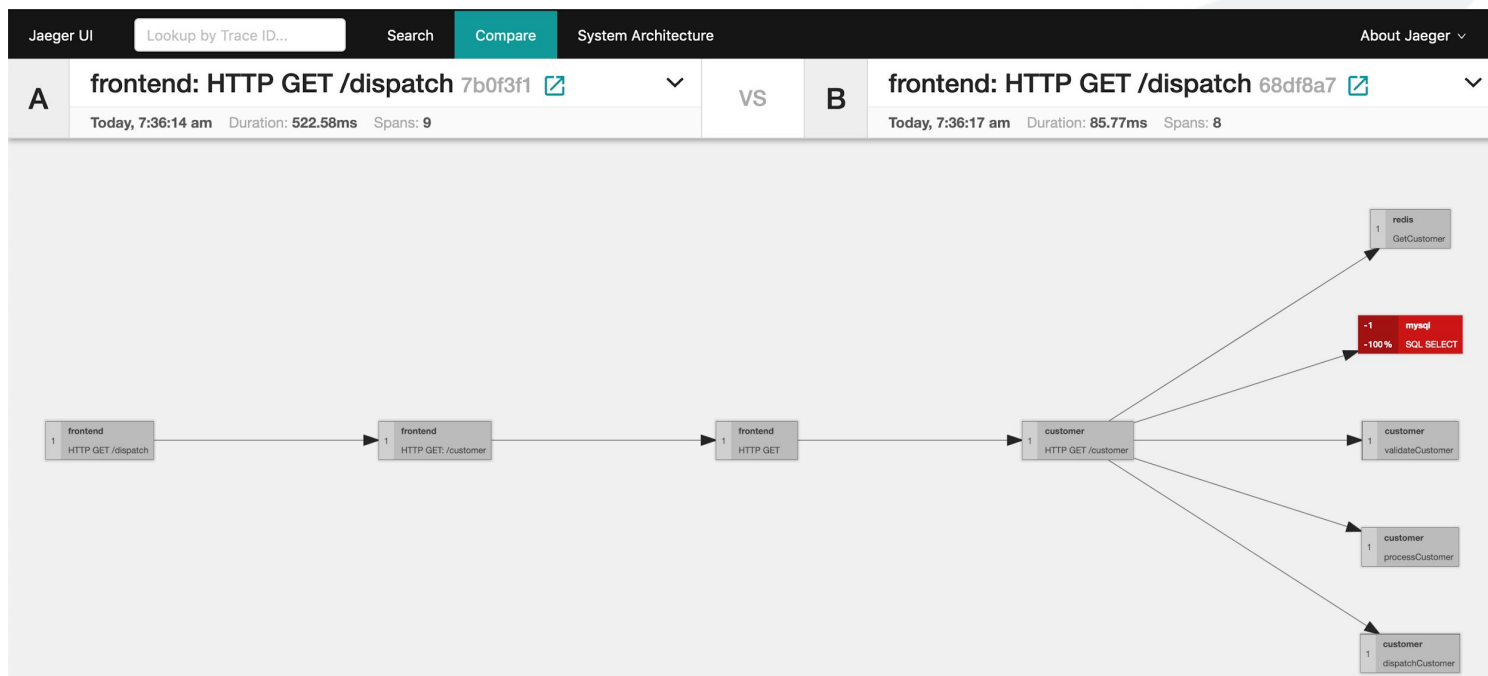 Jaeger UI
Lookup by Trace ID...
Search
Compare
System Architecture
About Jaeger
A
frontend: HTTP GET /dispatch 7b0f3f1
Today, 7:36:14 am Duration: 522.58ms Spans: 9
VS
B
frontend: HTTP GET /dispatch 68df8a7
Today, 7:36:17 am Duration: 85.77ms Spans: 8
1
redis
GetCustomer
-1
mysql
-100%
SQL SELECT
1
frontend
HTTP GET /dispatch
1
frontend
HTTP GET: /customer
1
frontend
HTTP GET
1
customer
HTTP GET /customer
1
customer
validateCustomer
1
customer
processCustomer
1
customer
dispatchCustomer